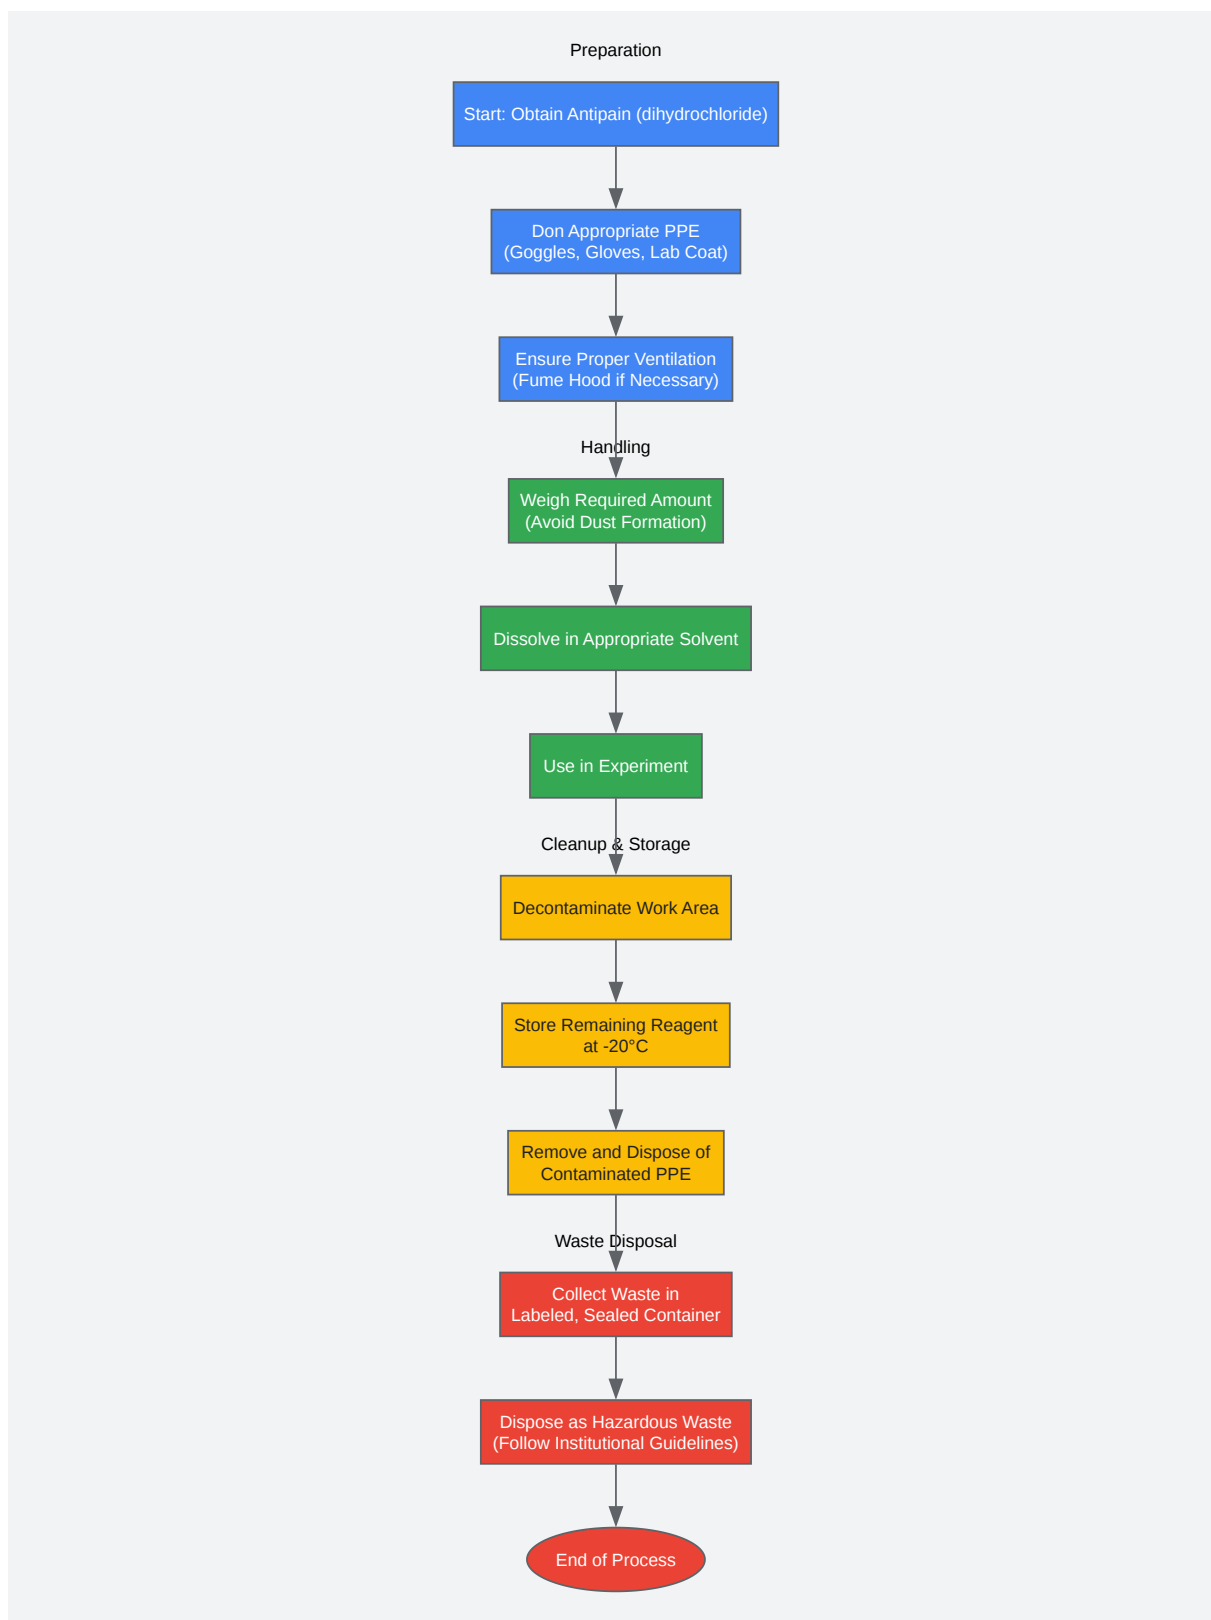 Preparation
Start: Obtain Antipain (dihydrochloride)
Don Appropriate PPE
(Goggles, Gloves, Lab Coat)
Ensure Proper Ventilation
(Fume Hood if Necessary)
Handling
Weigh Required Amount
(Avoid Dust Formation)
Dissolve in Appropriate Solvent
Use in Experiment
Cleanup & Storage
Decontaminate Work Area
Store Remaining Reagent
at -20°C
Remove and Dispose of
Contaminated PPE
Waste Disposal
Collect Waste in
Labeled, Sealed Container
Dispose as Hazardous Waste
(Follow Institutional Guidelines)
End of Process